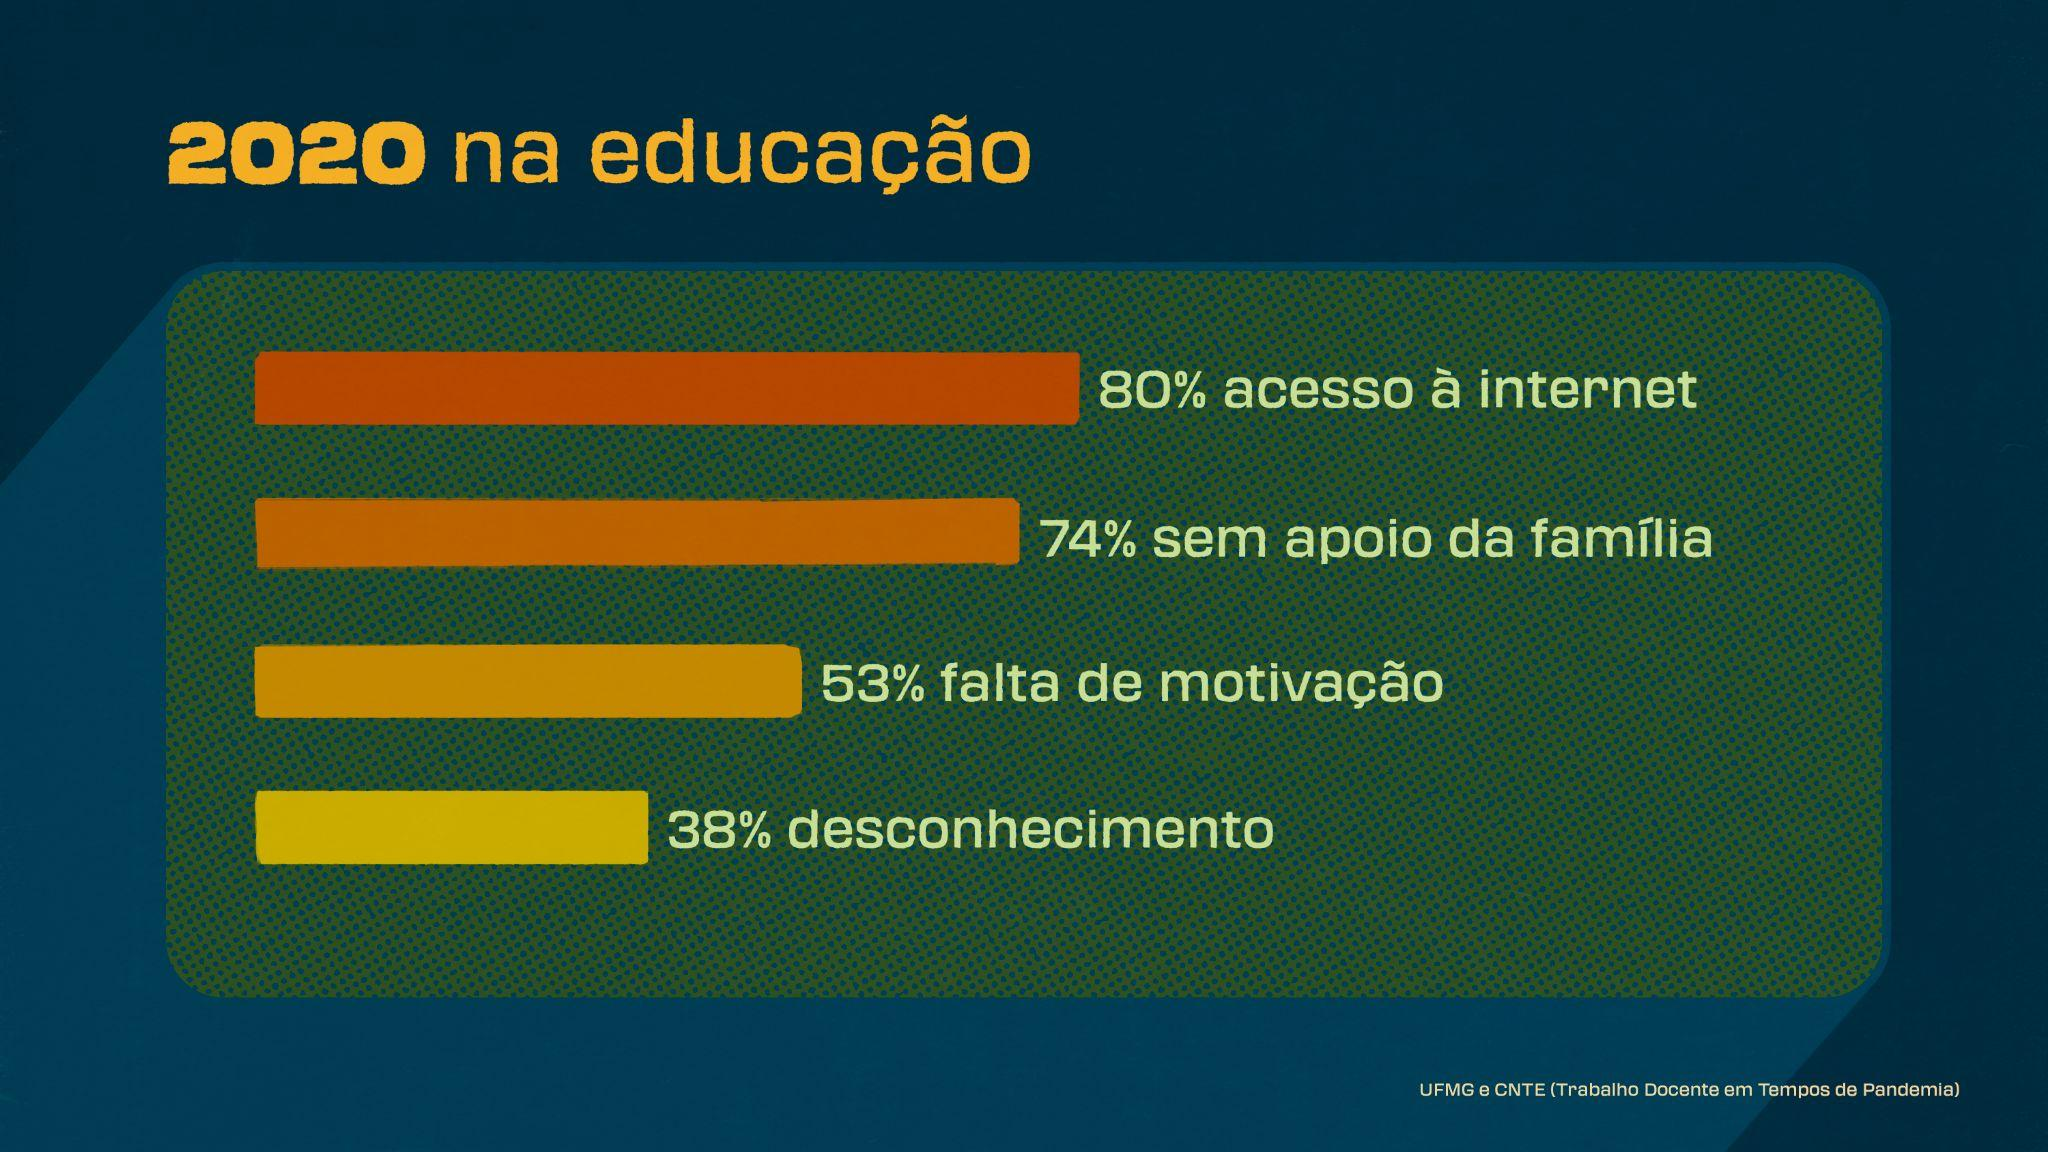 2020 na educação
80% acesso à internet
74% sem apoio da família
53% falta de motivação
38% desconhecimento
UFMG e CNTE (Trabalho Docente em Tempos de Pandemia)